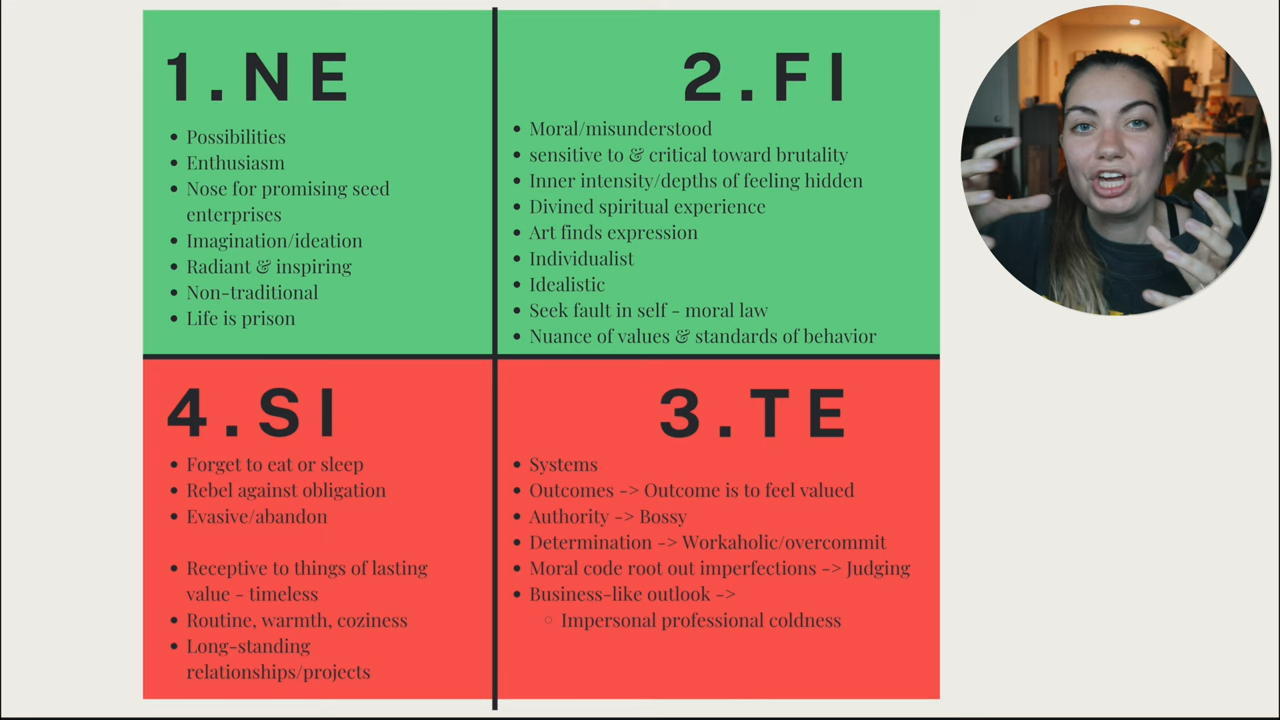 1.NE
• Possibilities
• Enthusiasm
• Nose for promising seed
enterprises
• Imagination/ideation
• Radiant & inspiring
• Non-traditional
• Life is prison
2.FI
• Moral/misunderstood
• sensitive to & critical toward brutality
• Inner intensity/depths of feeling hidden
• Divined spiritual experience
• Art finds expression
• Individualist
• Idealistic
• Seek fault in self - moral law
• Nuance of values & standards of behavior
4.SI
• Forget to eat or sleep
• Rebel against obligation
• Evasive/abandon
• Receptive to things of lasting
value - timeless
• Routine, warmth, coziness
• Long-standing
relationships/projects
3.TE
• Systems
• Outcomes -> Outcome is to feel valued
• Authority -> Bossy
• Determination -> Workaholic/overcommit
• Moral code root out imperfections -> Judging
• Business-like outlook ->
○ Impersonal professional coldness